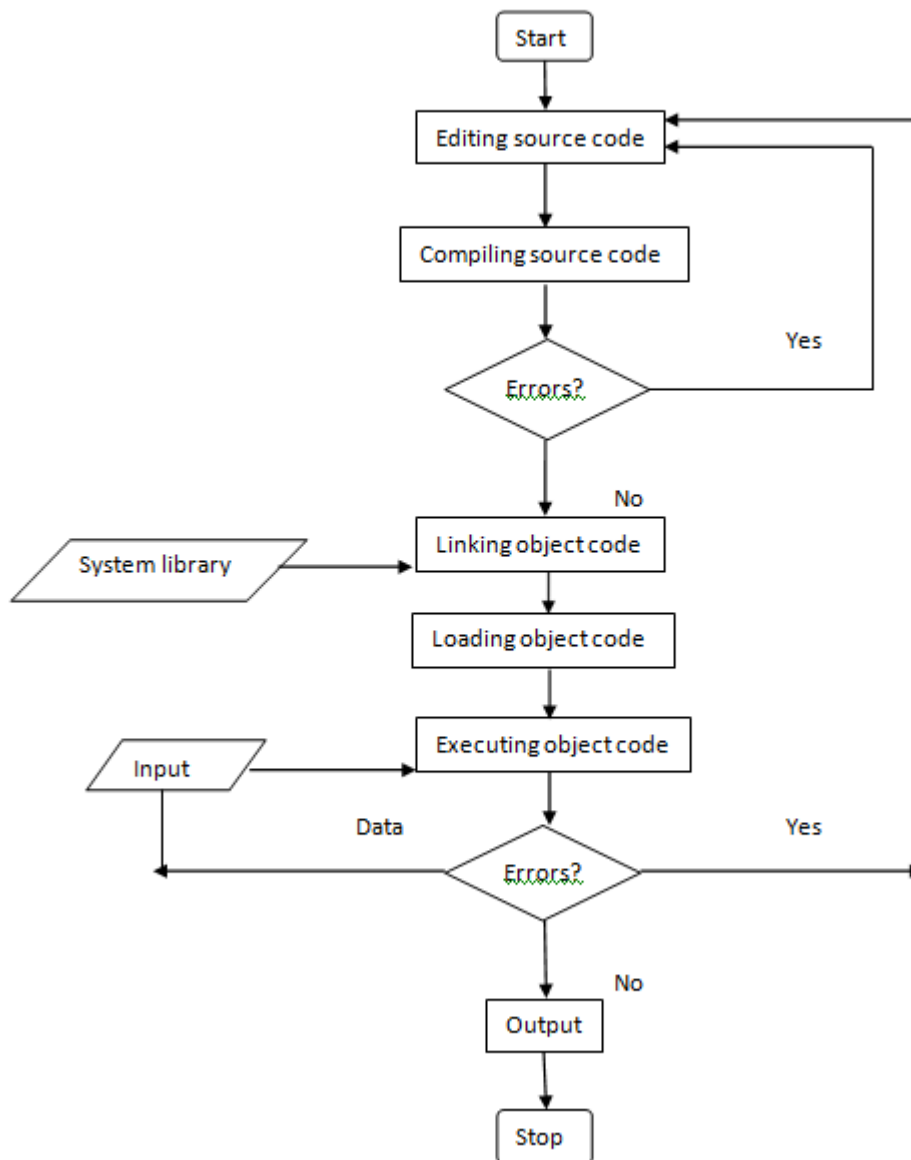 Start
Editing source code
Compiling source code
Yes
Errors?
No
Linking object code
System library
Loading object code
Executing object code
Input
Data
Yes
Errors?
No
Output
Stop